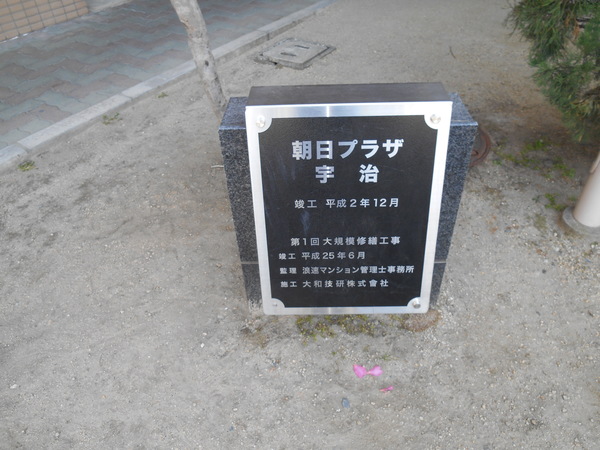 朝日プラザ
宇治
竣工 平成2年12月
第1回 大規模修繕工事
竣工 平成25年6月
監理 浪速マンション管理士事務所
施工 大和技研株式會社